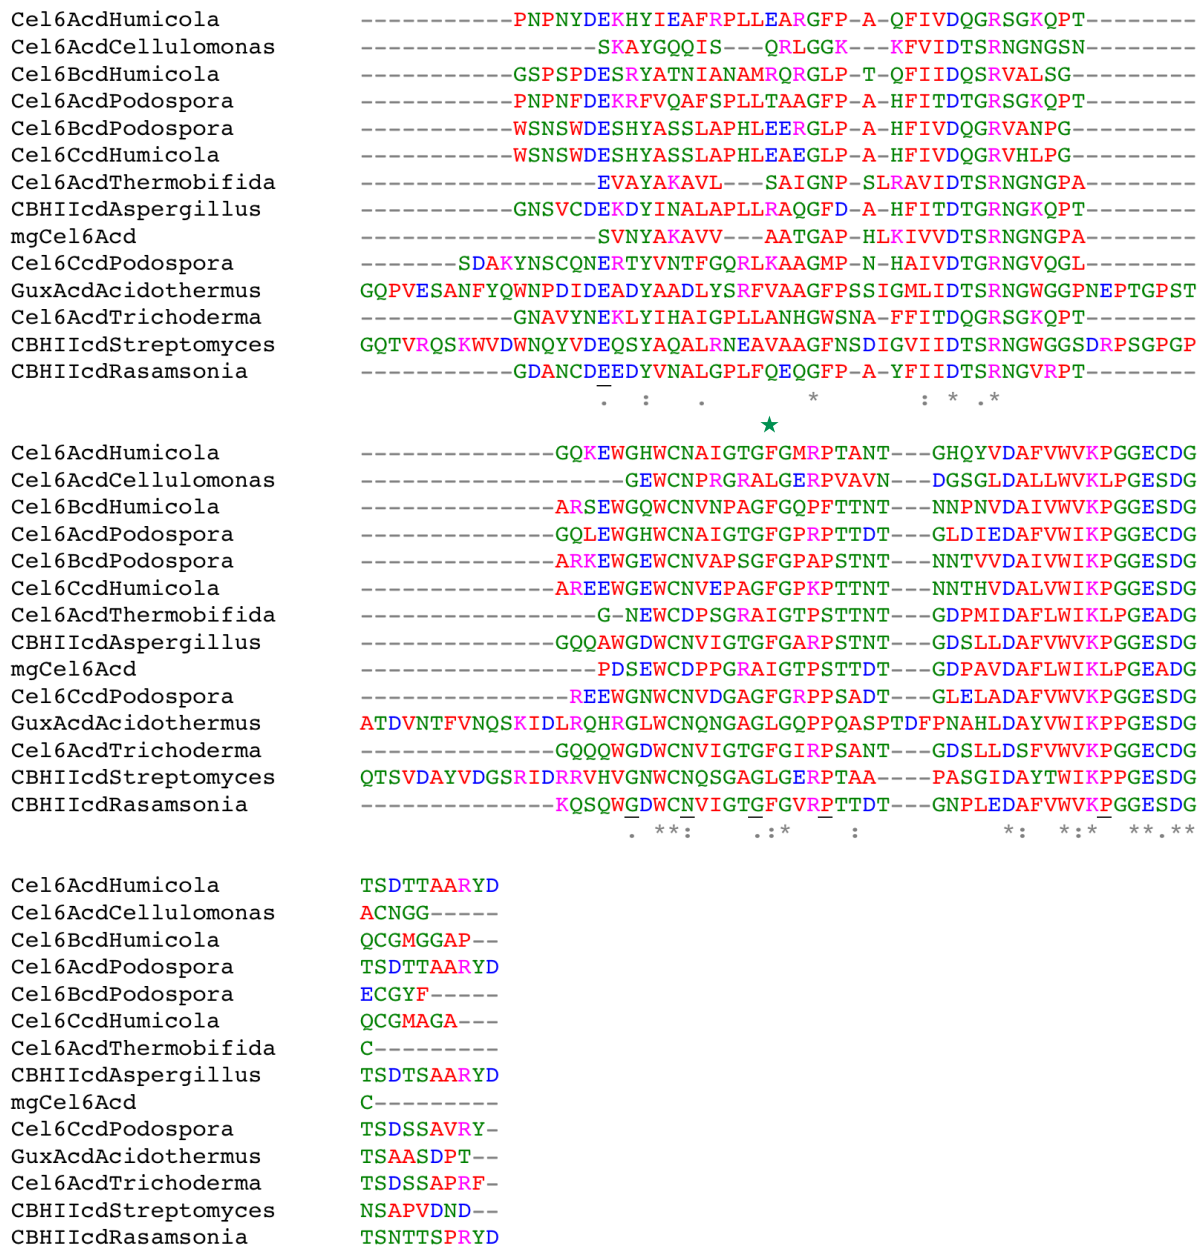 Cel6AcdHumicola -----------PNPNYDEKHYIEAFRPLLEARGFP-A-QFIVDQGRSGKQPT--------
Cel6AcdCellulomonas -----------------SKAYGQQIS---QRLGGK---KFVIDTSRNGNGSN--------
Cel6BcdHumicola -----------GSPSPDESRYATNIANAMRQRGLP-T-QFIIDQSRVALSG---------
Cel6AcdPodospora -----------PNPNFDEKRFVQAFSPLLTAAGFP-A-HFITDTGRSGKQPT--------
Cel6BcdPodospora -----------WSNSWDESHYASSLAPHLEERGLP-A-HFIVDQGRVANPG---------
Cel6CcdHumicola -----------WSNSWDESHYASSLAPHLEAEGLP-A-HFIVDQGRVHLPG---------
Cel6AcdThermobifida -----------------EVAYAKAVL---SAIGNP-SLRAVIDTSRNGNGPA--------
CBHIIcdAspergillus -----------GNSVCDEKDYINALAPLLRAQGFD-A-HFITDTGRNGKQPT--------
mgCel6Acd -----------------SVNYAKAVV---AATGAP-HLKIVVDTSRNGNGPA--------
Cel6CcdPodospora -------SDAKYNSCQNERTYVNTFGQRLKAAGMP-N-HAIVDTGRNGVQGL--------
GuxAcdAcidothermus GQPVESANFYQWNPDIDEADYAADLYSRFVAAGFPSSIGMLIDTSRNGWGGPNEPTGPST
Cel6AcdTrichoderma -----------GNAVYNEKLYIHAIGPLLANHGWSNA-FFITDQGRSGKQPT--------
CBHIIcdStreptomyces GQTVRQSKWVDWNQYVDEQSYAQALRNEAVAAGFNSDIGVIIDTSRNGWGGSDRPSGPGP
CBHIIcdRasamsonia -----------GDANCDEEDYVNALGPLFQEQGFP-A-YFIIDTSRNGVRPT--------
. : . * : * .*
★
Cel6AcdHumicola --------------GQKEWGHWCNAIGTGFGMRPTANT---GHQYVDAFVWVKPGGECDG
Cel6AcdCellulomonas -------------------GEWCNPRGRALGERPVAVN---DGSGLDALLWVKLPGESDG
Cel6BcdHumicola --------------ARSEWGQWCNVNPAGFGQPFTTNT---NNPNVDAIVWVKPGGESDG
Cel6AcdPodospora --------------GQLEWGHWCNAIGTGFGPRPTTDT---GLDIEDAFVWIKPGGECDG
Cel6BcdPodospora --------------ARKEWGEWCNVAPSGFGPAPSTNT---NNTVVDAIVWIKPGGESDG
Cel6CcdHumicola --------------AREEWGEWCNVEPAGFGPKPTTNT---NNTHVDALVWIKPGGESDG
Cel6AcdThermobifida -----------------G-NEWCDPSGRAIGTPSTTNT---GDPMIDAFLWIKLPGEADG
CBHIIcdAspergillus --------------GQQAWGDWCNVIGTGFGARPSTNT---GDSLLDAFVWVKPGGESDG
mgCel6Acd -----------------PDSEWCDPPGRAIGTPSTTDT---GDPAVDAFLWIKLPGEADG
Cel6CcdPodospora ---------------REEWGNWCNVDGAGFGRPPSADT---GLELADAFVWVKPGGESDG
GuxAcdAcidothermus ATDVNTFVNQSKIDLRQHRGLWCNQNGAGLGQPPQASPTDFPNAHLDAYVWIKPPGESDG
Cel6AcdTrichoderma --------------GQQQWGDWCNVIGTGFGIRPSANT---GDSLLDSFVWVKPGGECDG
CBHIIcdStreptomyces QTSVDAYVDGSRIDRRVHVGNWCNQSGAGLGERPTAA----PASGIDAYTWIKPPGESDG
CBHIIcdRasamsonia --------------KQSQWGDWCNVIGTGFGVRPTTDT---GNPLEDAFVWVKPGGESDG
. **: .:* : *: *:* **.**
Cel6AcdHumicola TSDTTAARYD
Cel6AcdCellulomonas ACNGG-----
Cel6BcdHumicola QCGMGGAP--
Cel6AcdPodospora TSDTTAARYD
Cel6BcdPodospora ECGYF-----
Cel6CcdHumicola QCGMAGA---
Cel6AcdThermobifida C---------
CBHIIcdAspergillus TSDTSAARYD
mgCel6Acd C---------
Cel6CcdPodospora TSDSSAVRY-
GuxAcdAcidothermus TSAASDPT--
Cel6AcdTrichoderma TSDSSAPRF-
CBHIIcdStreptomyces NSAPVDND--
CBHIIcdRasamsonia TSNTTSPRYD